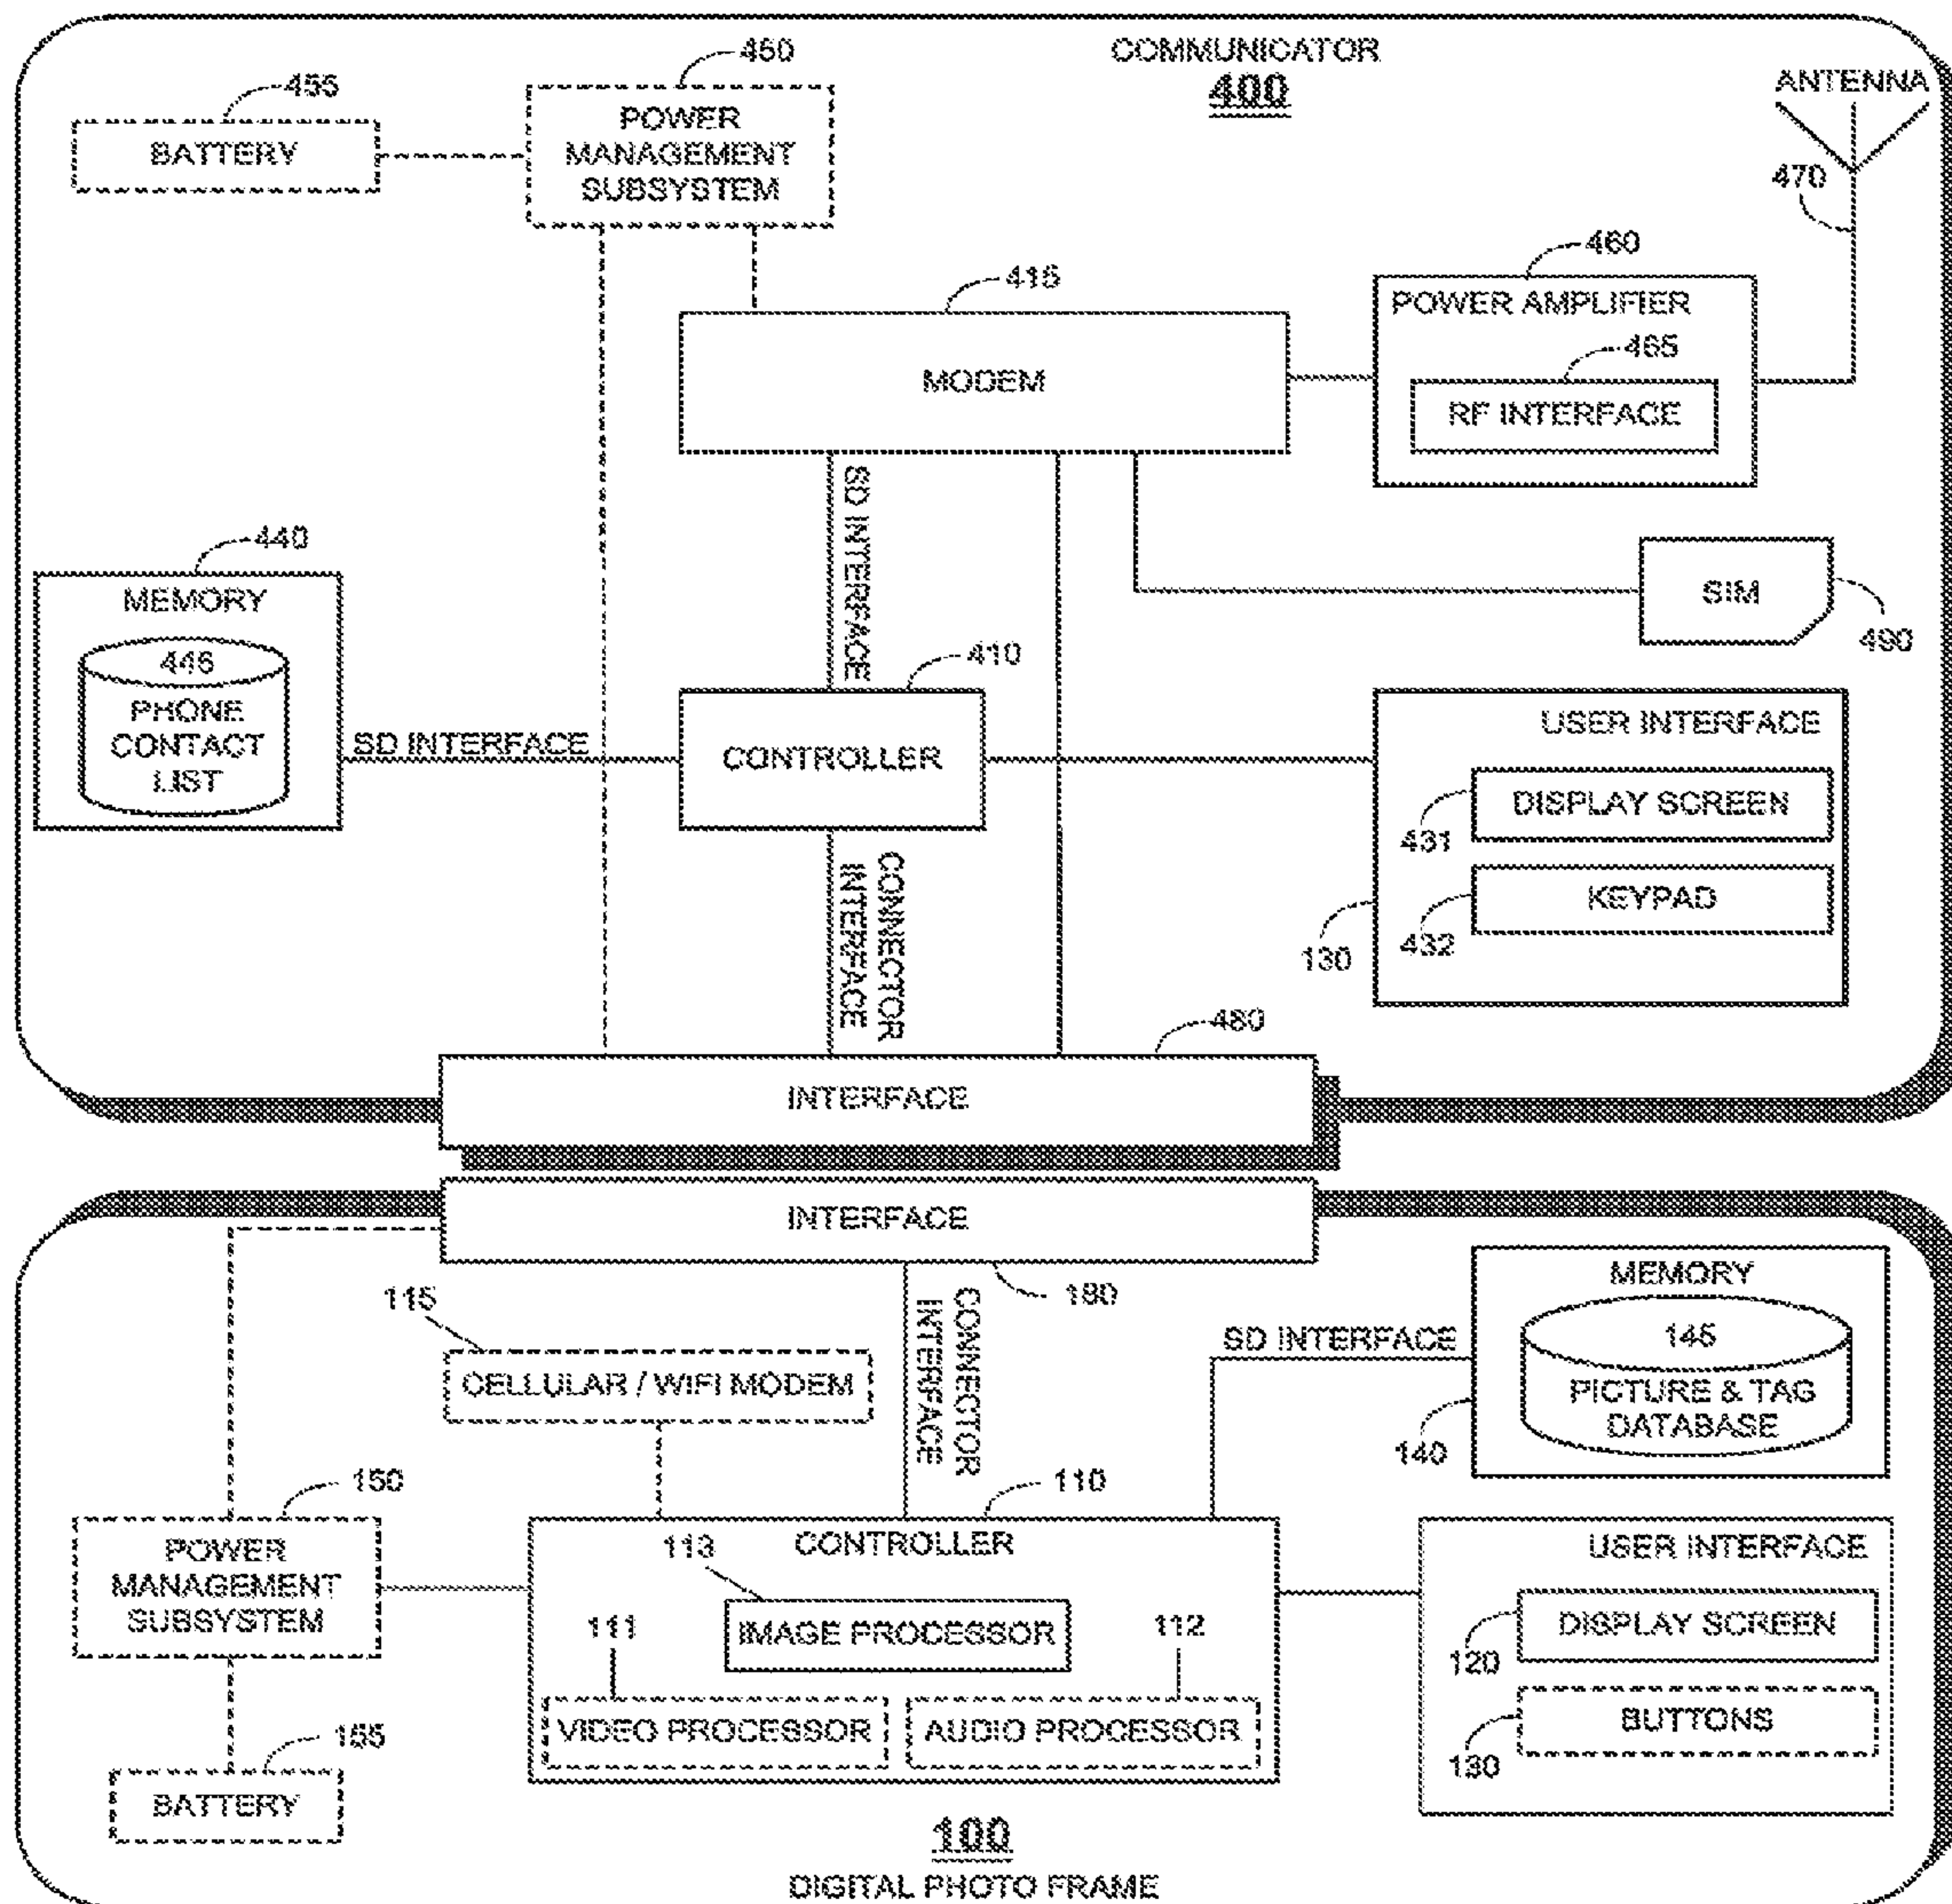 COMMUNICATOR
400
450
455
ANTENNA
POWER
MANAGEMENT
SUBSYSTEM
BATTERY
470
460
415
POWER AMPLIFIER
465
MODEM
RF INTERFACE
SD INTERFACE
440
MEMORY
SIM
490
446
PHONE
CONTACT
LIST
SD INTERFACE
410
CONTROLLER
USER INTERFACE
DISPLAY SCREEN
431
KEYPAD
432
130
CONNECTOR
INTERFACE
480
INTERFACE
INTERFACE
180
115
CELLULAR / WIFI MODEM
CONNECTOR
INTERFACE
SD INTERFACE
MEMORY
145
PICTURE & TAG
DATABASE
140
150
POWER
MANAGEMENT
SUBSYSTEM
110
CONTROLLER
113
IMAGE PROCESSOR
111
112
VIDEO PROCESSOR
AUDIO PROCESSOR
USER INTERFACE
DISPLAY SCREEN
120
BUTTONS
130
155
BATTERY
100
DIGITAL PHOTO FRAME